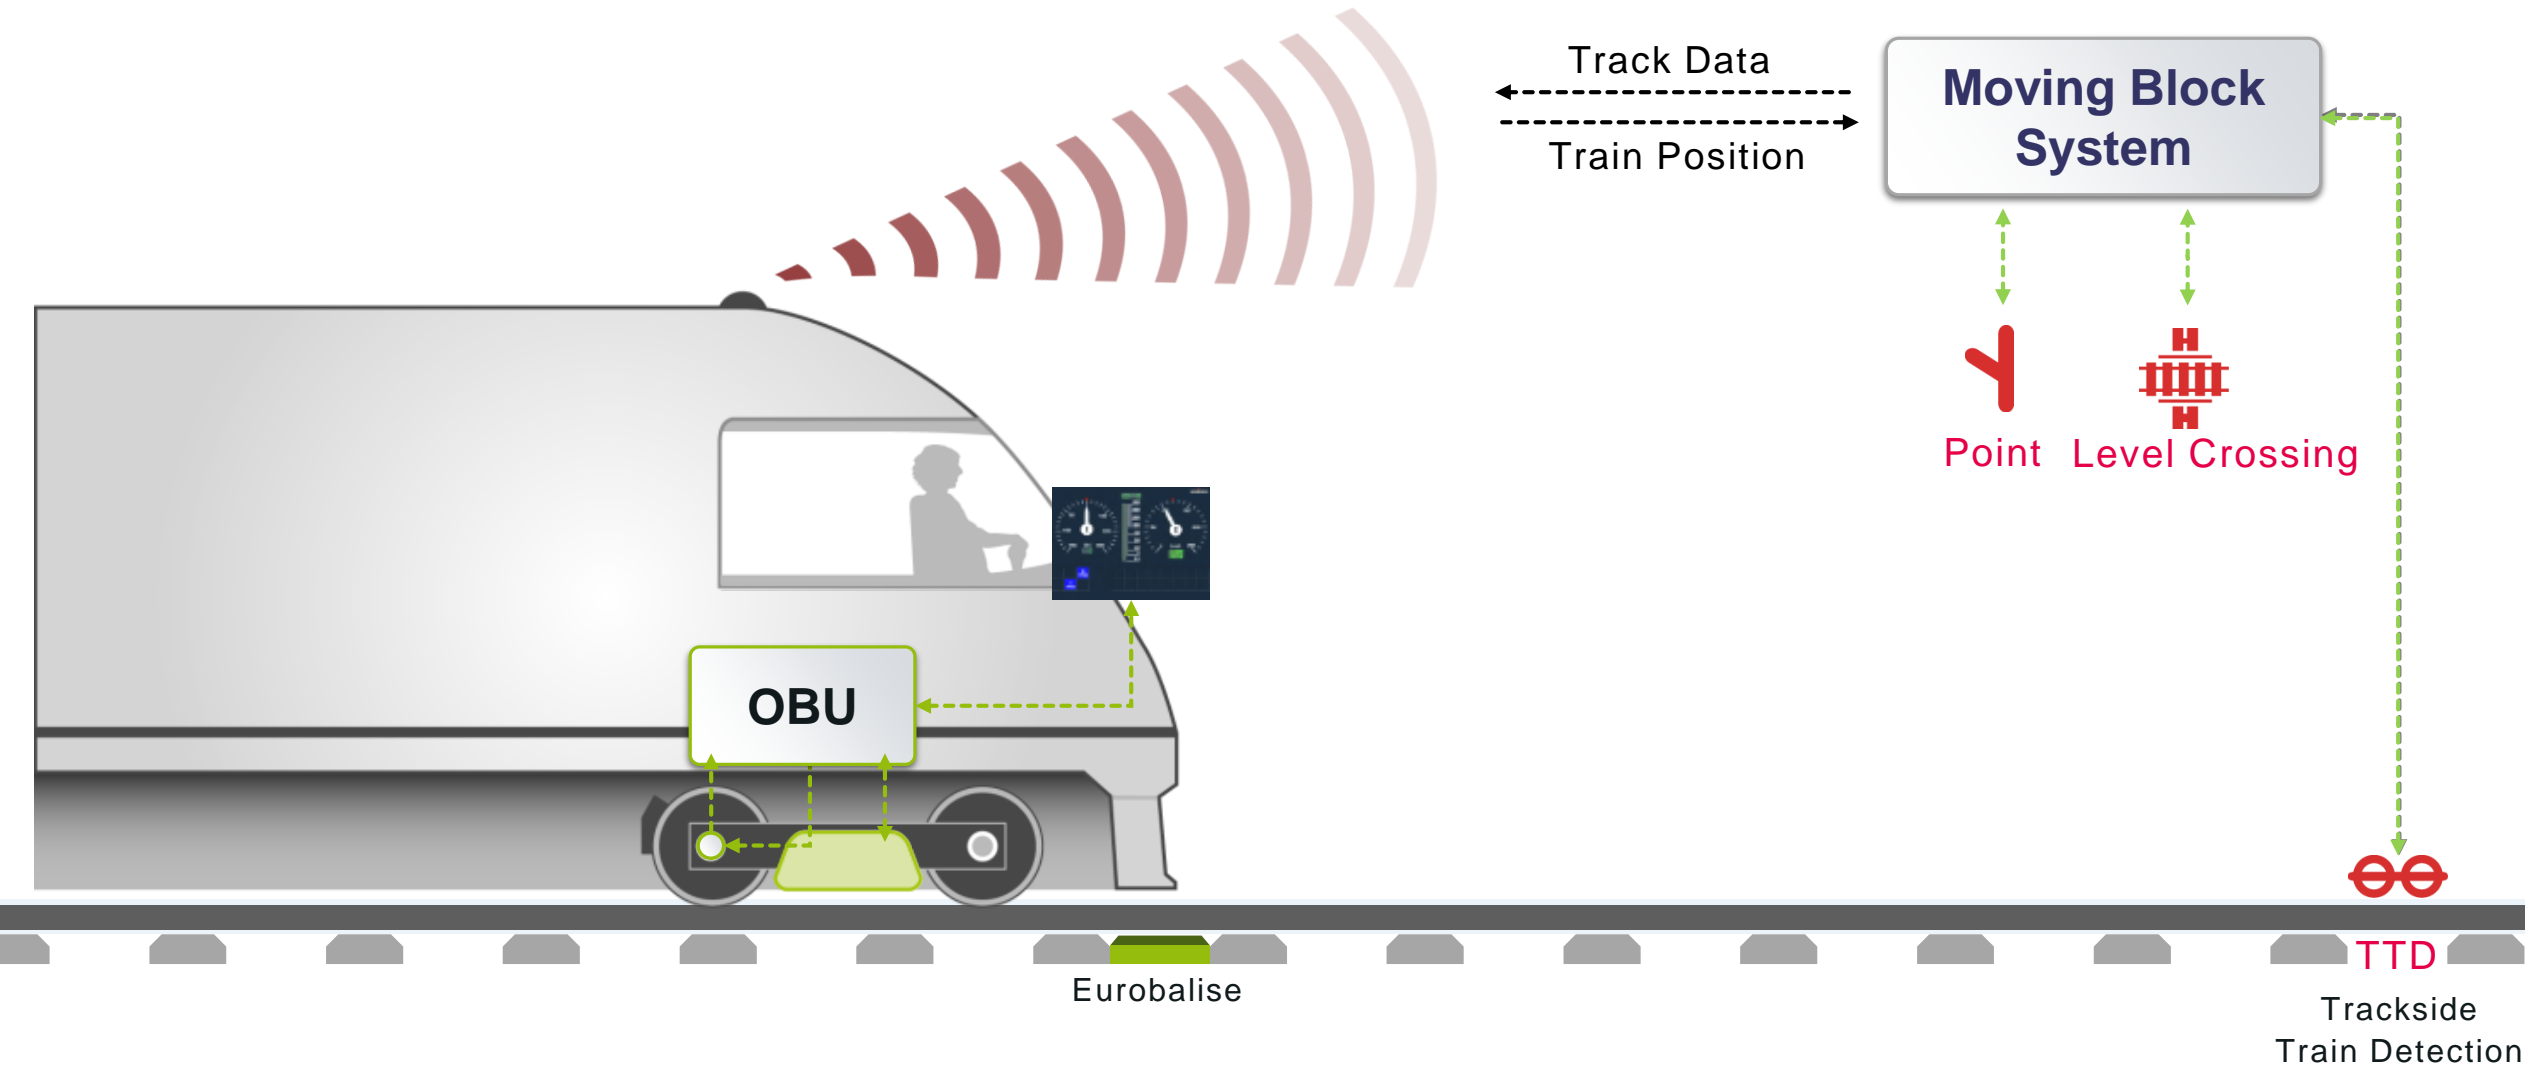 Track Data
Train Position
Moving Block
System
Point
Level Crossing
OBU
Eurobalise
TTD
Trackside
Train Detection